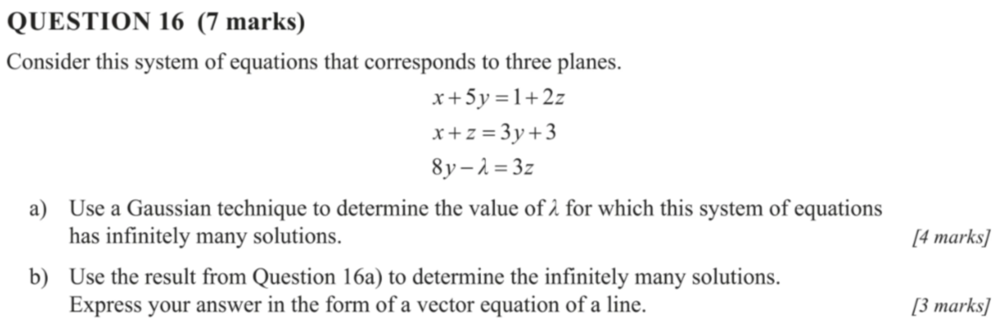 QUESTION 16 (7 marks)
Consider this system of equations that corresponds to three planes.
x + 5y = 1 + 2z
x + z = 3y + 3
8y − λ = 3z
a) Use a Gaussian technique to determine the value of λ for which this system of equations
has infinitely many solutions. [4 marks]
b) Use the result from Question 16a) to determine the infinitely many solutions.
Express your answer in the form of a vector equation of a line. [3 marks]